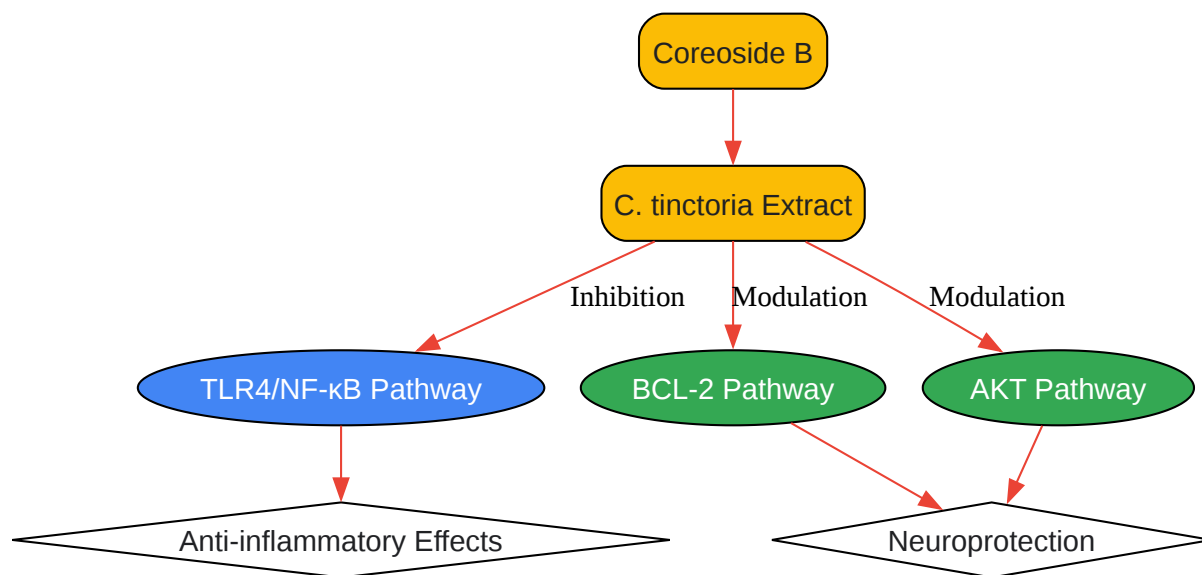 Coreoside B
C. tinctoria Extract
Inhibition
Modulation
Modulation
TLR4/NF-κB Pathway
BCL-2 Pathway
AKT Pathway
Anti-inflammatory Effects
Neuroprotection